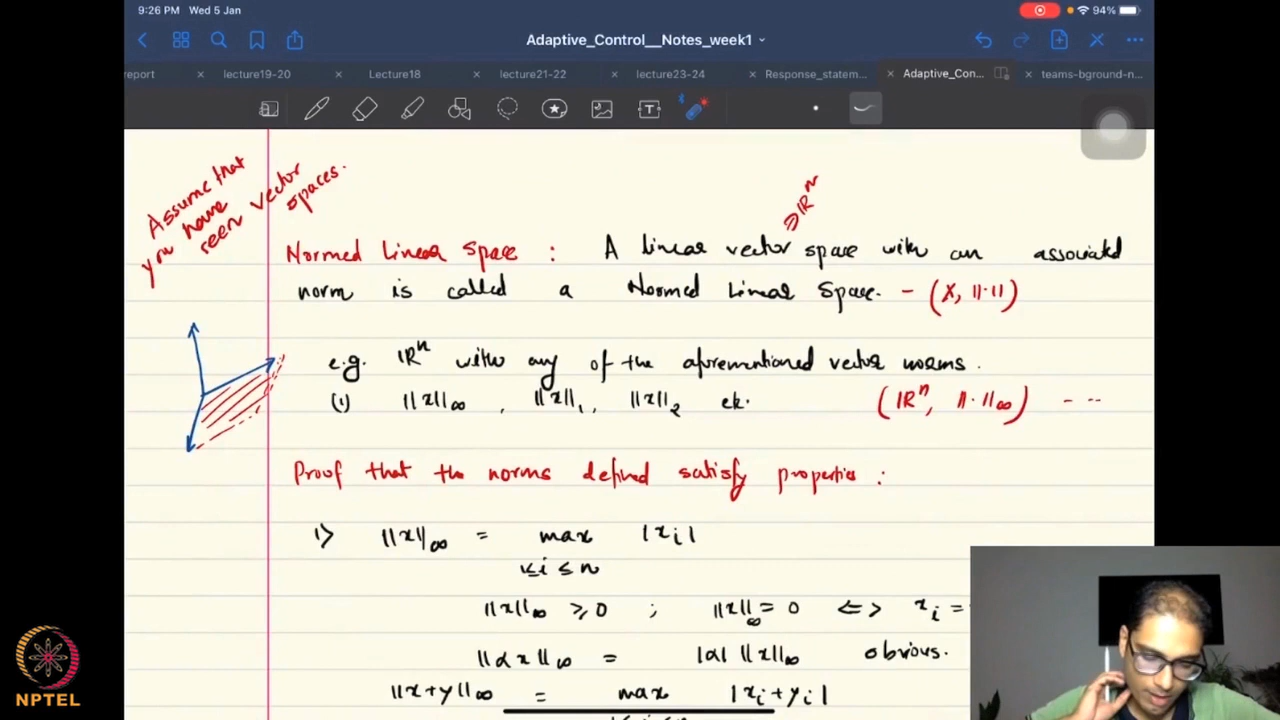 9:26 PM Wed 5 Jan
94%
Adaptive_Control__Notes_week1
report
lecture19-20
Lecture18
lecture21-22
lecture23-24
Response_statem...
Adaptive_Con...
teams-bground-n...
Assume that
you have
seen vector
spaces.
⇒ ℝⁿ
Normed Linear Space : A linear vector space with an associated
norm is called a Normed Linear Space. - (X, ||·||)
e.g. ℝⁿ with any of the aforementioned vector norms.
(1) ||x||∞ , ||x||₁, ||x||₂ etc. (ℝⁿ, ||·||∞) - --
Proof that the norms defined satisfy properties :
1) ||x||∞ = max |xᵢ|
1≤i≤n
||x||∞ ≥ 0 ; ||x||∞ = 0 <=> xᵢ =
||αx||∞ = |α| ||x||∞ obvious.
||x+y||∞ = max |xᵢ+yᵢ|
NPTEL